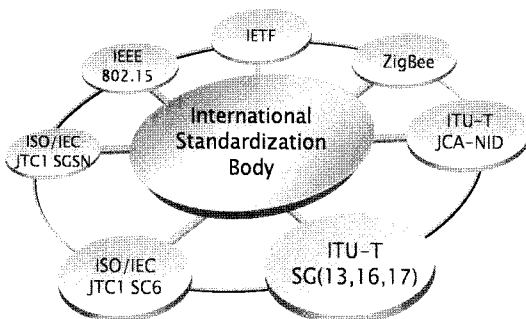 IETF
IEEE
802.15
ZigBee
International
Standardization
Body
ITU-T
JCA-NID
ISO/IEC
JTC1 SGSN
ITU-T
SG(13,16,17)
ISO/IEC
JTC1 SC6